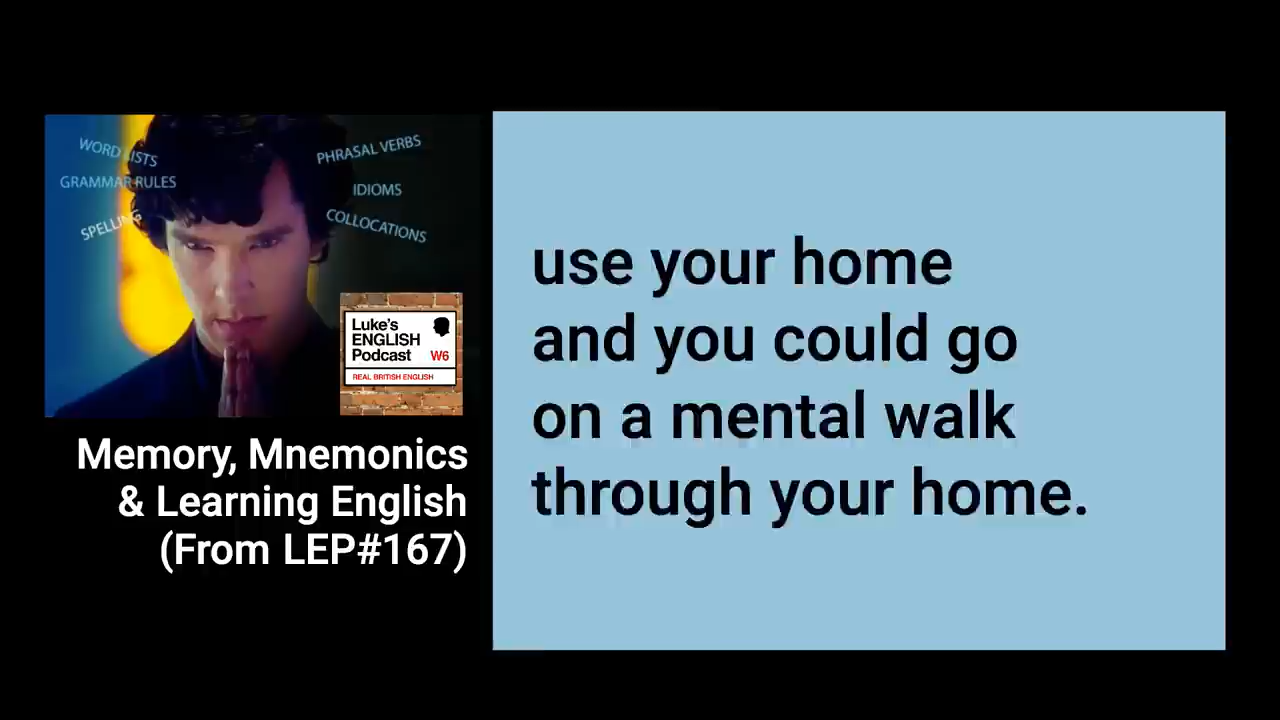 WORD LISTS
GRAMMAR RULES
SPELLING
PHRASAL VERBS
IDIOMS
COLLOCATIONS
Luke's
ENGLISH
Podcast
W6
REAL BRITISH ENGLISH
Memory, Mnemonics
& Learning English
(From LEP#167)
use your home
and you could go
on a mental walk
through your home.